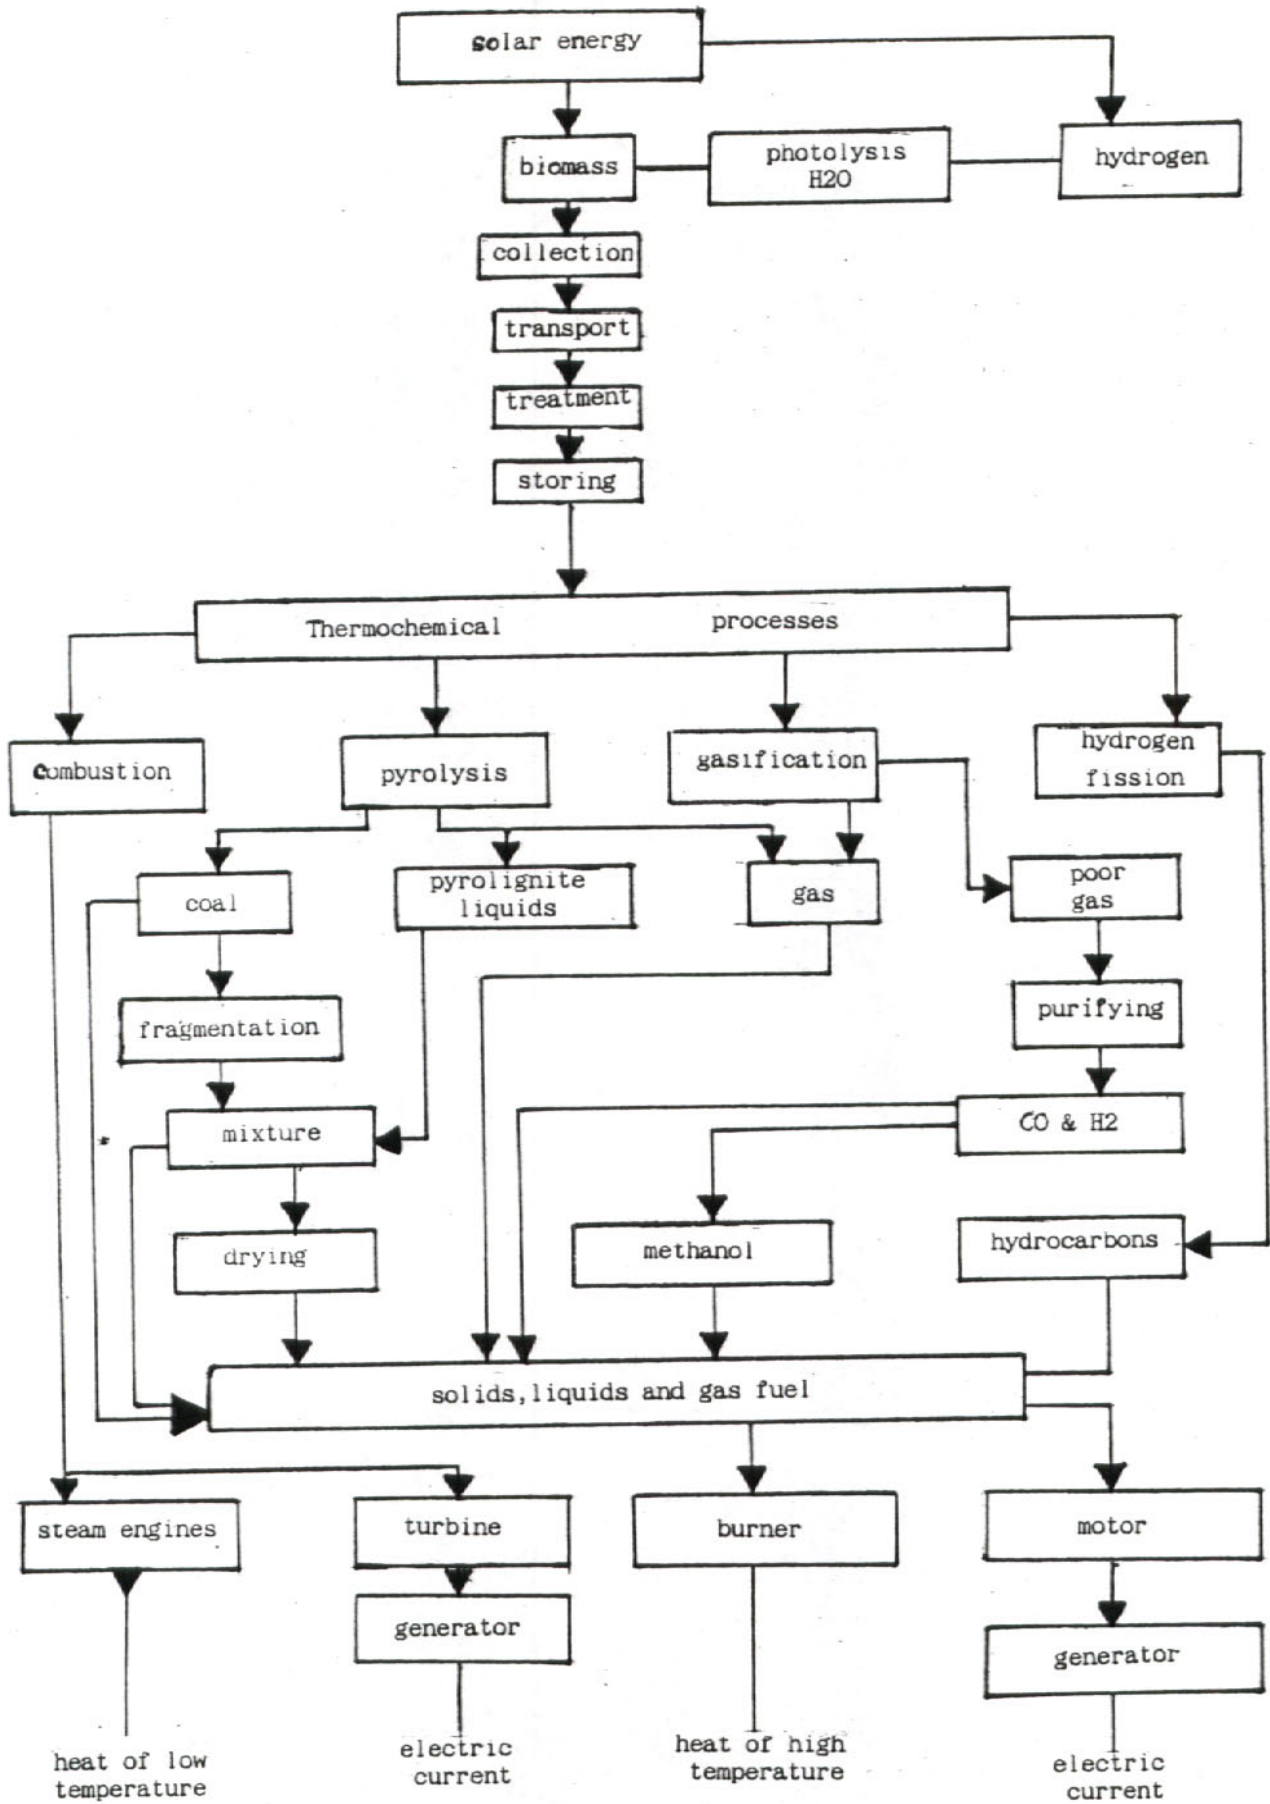 solar energy
biomass
photolysis
H2O
hydrogen
collection
transport
treatment
storing
Thermochemical processes
combustion
pyrolysis
gasification
hydrogen
fission
coal
pyrolignite
liquids
gas
poor
gas
fragmentation
purifying
mixture
CO & H2
*
drying
methanol
hydrocarbons
solids, liquids and gas fuel
steam engines
turbine
burner
motor
generator
generator
heat of low
temperature
electric
current
heat of high
temperature
electric
current